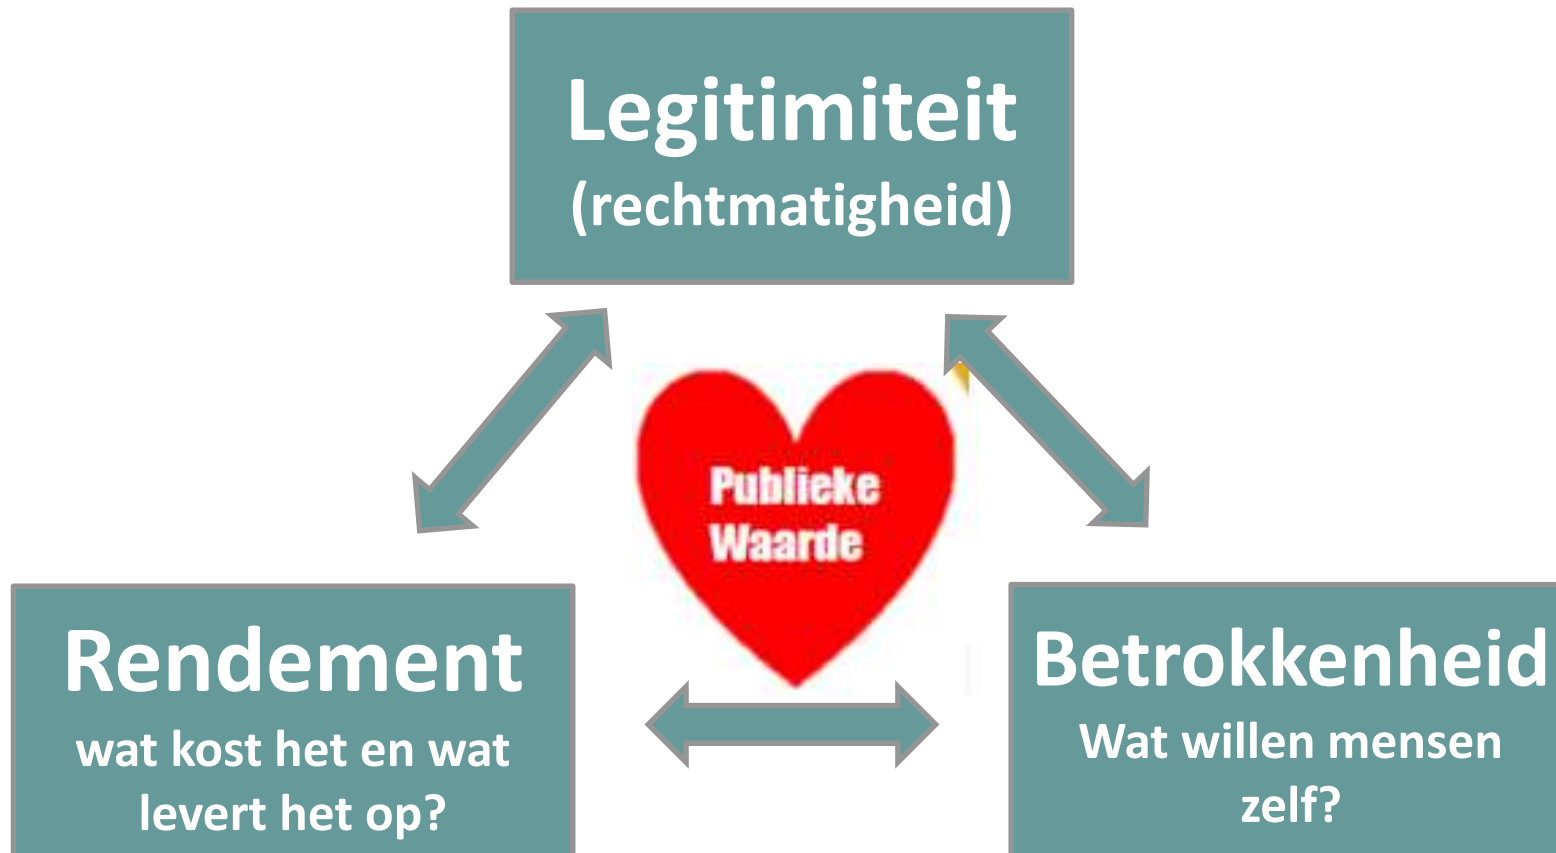 Legitimiteit
(rechtmatigheid)
Publieke
Waarde
Rendement
wat kost het en wat
levert het op?
Betrokkenheid
Wat willen mensen
zelf?